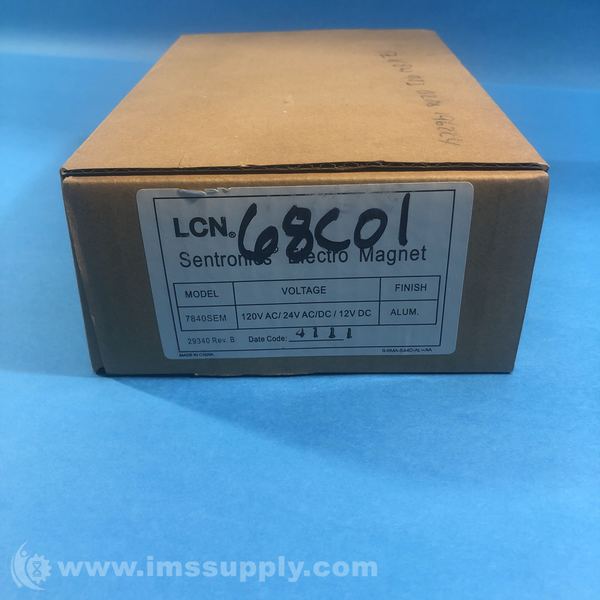 LCN® 68C01
Sentronics® Electro Magnet
MODEL VOLTAGE FINISH
7840SEM 120V AC/ 24V AC/DC / 12V DC ALUM.
29340 Rev. B Date Code: 4111
MADE IN CHINA
www.imssupply.com